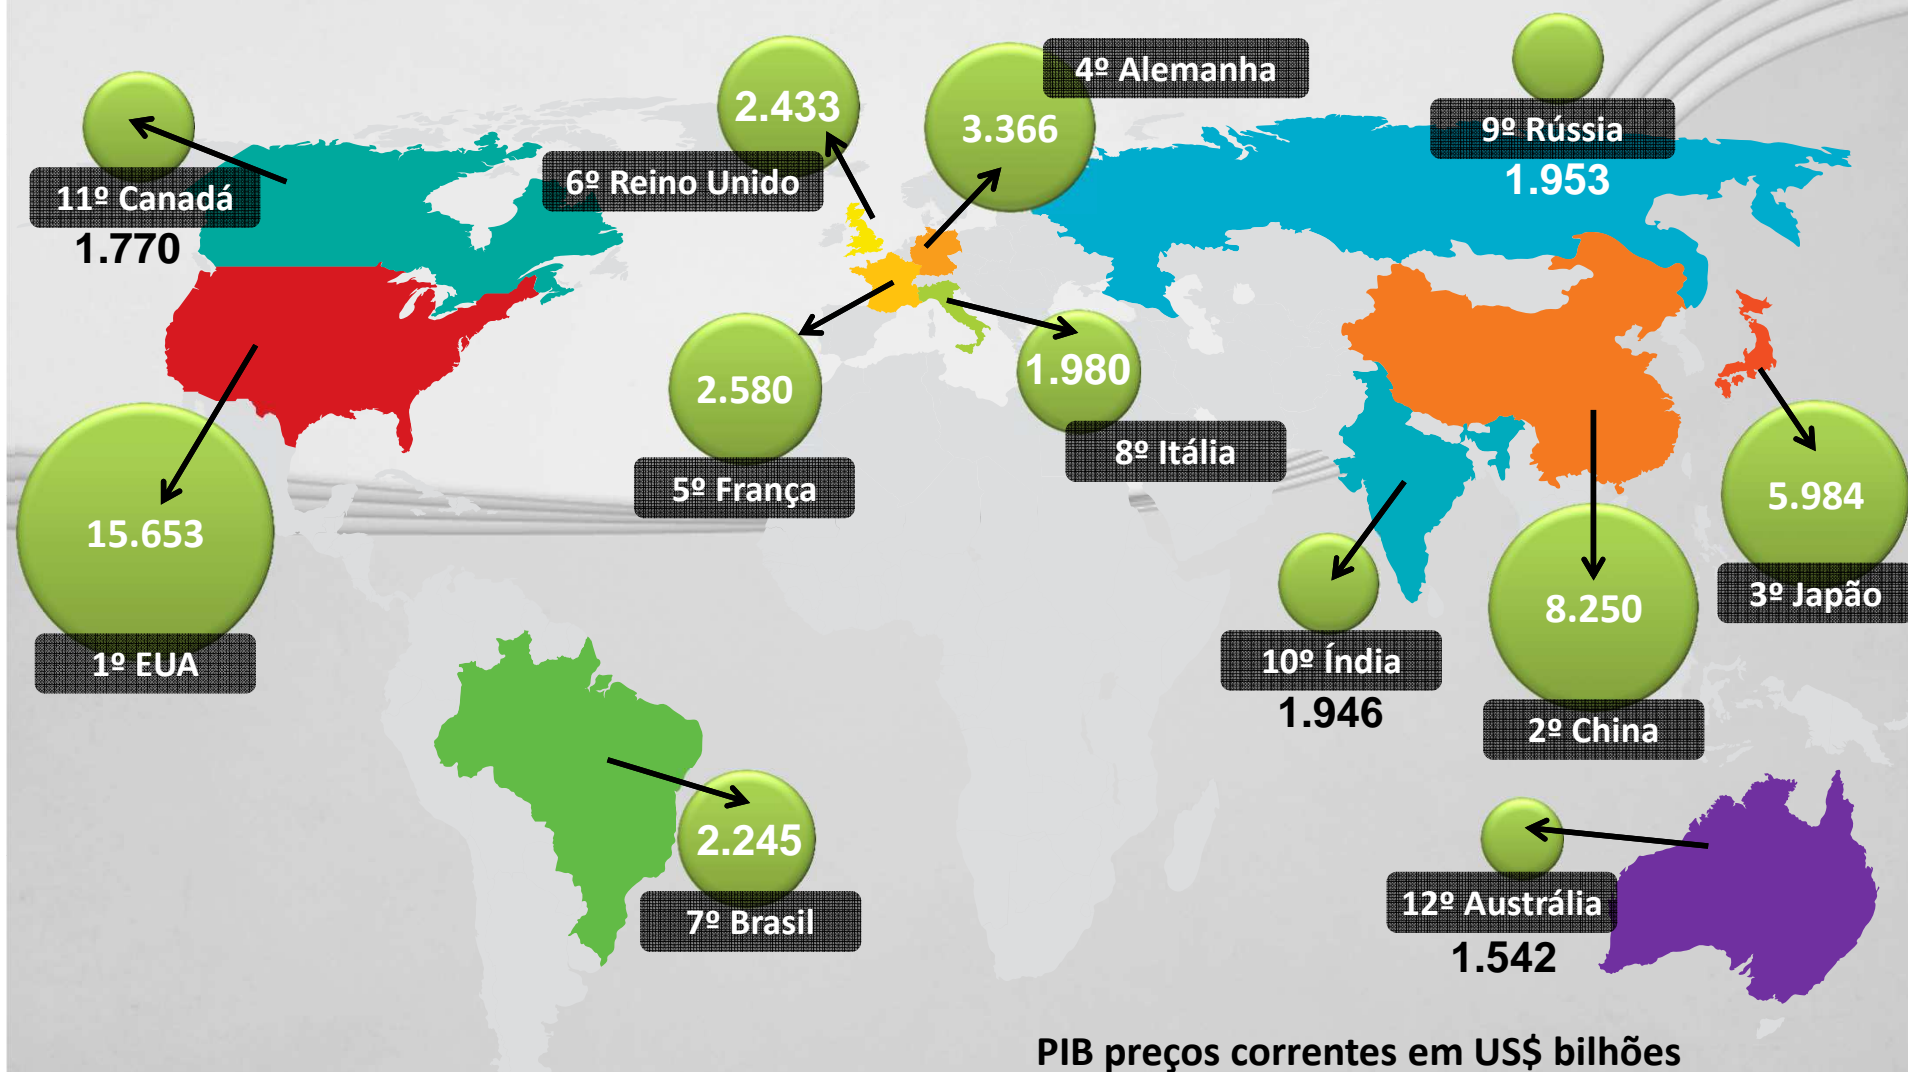 4º Alemanha
3.366
2.433
6º Reino Unido
9º Rússia
1.953
11º Canadá
1.770
1.980
8º Itália
2.580
5º França
15.653
1º EUA
5.984
3º Japão
8.250
2º China
10º Índia
1.946
2.245
7º Brasil
12º Austrália
1.542
PIB preços correntes em US$ bilhões